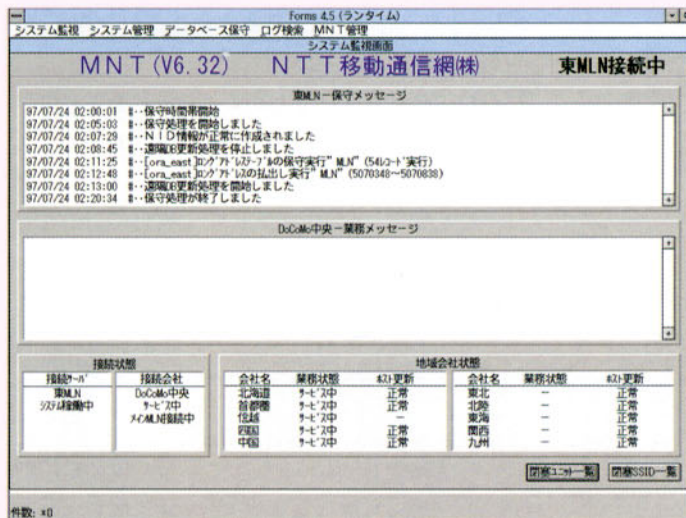 Forms 4.5 (ランタイム)
システム監視 システム管理 データベース保守 ログ検索 MNT管理
システム監視画面
MNT(V6.32) NTT移動通信網㈱ 東MLN接続中
東MLNー保守メッセージ
97/07/24 02:00:01 #‥保守時間帯開始
97/07/24 02:05:03 #‥保守処理を開始しました
97/07/24 02:07:29 #‥NID情報が正常に作成されました
97/07/24 02:08:45 #‥遠隔DB更新処理を停止しました
97/07/24 02:11:25 #‥[ora_east]ロングアドレステーブルの保守実行"MLN"(54レコード実行)
97/07/24 02:12:48 #‥[ora_east]ロングアドレスの払出し実行"MLN"(5070348〜5070838)
97/07/24 02:13:00 #‥遠隔DB更新処理を開始しました
97/07/24 02:20:34 #‥保守処理が終了しました
DoCoMo中央ー業務メッセージ
接続状態 地域会社状態
接続サーバ 接続会社 会社名 業務状態 ホスト更新 会社名 業務状態 ホスト更新
東MLN DoCoMo中央 北海道 サービス中 正常 東北 − 正常
システム稼働中 サービス中 首都圏 サービス中 正常 北陸 − 正常
メインMLN接続中 信越 サービス中 − 東海 − 正常
四国 サービス中 正常 関西 − 正常
中国 サービス中 正常 九州 − 正常
閉塞ユニット一覧 閉塞SSID一覧
件数: *0